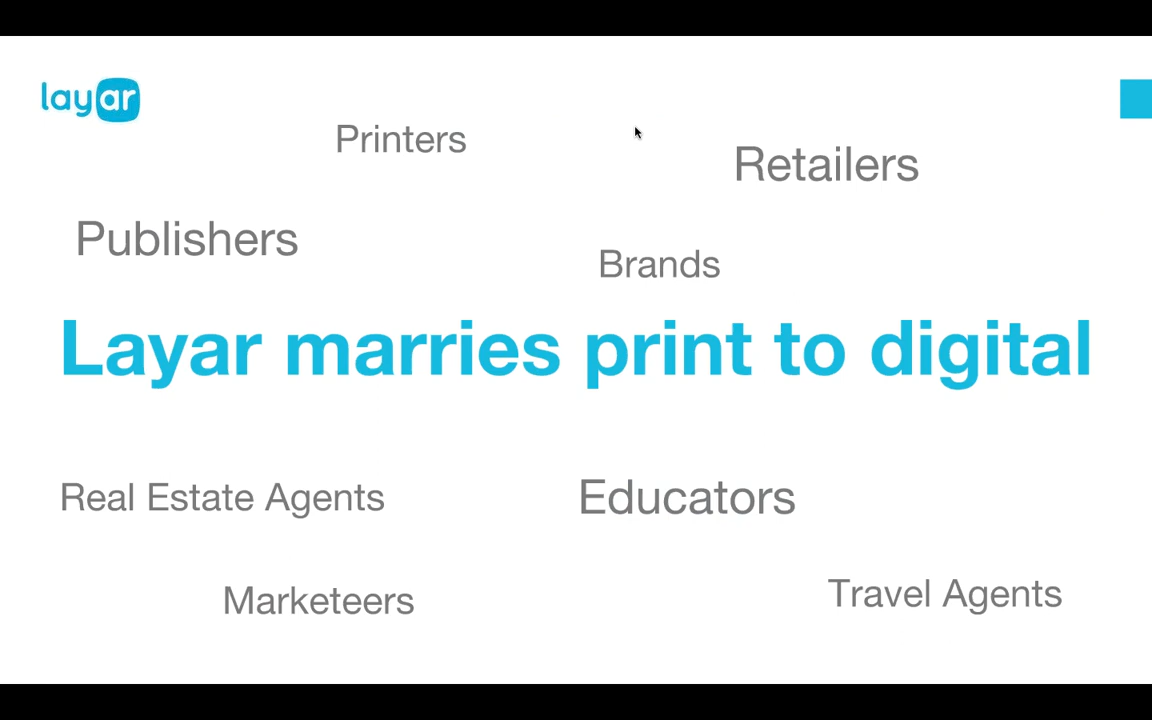 layar
Printers
Retailers
Publishers
Brands
Layar marries print to digital
Real Estate Agents
Educators
Marketeers
Travel Agents